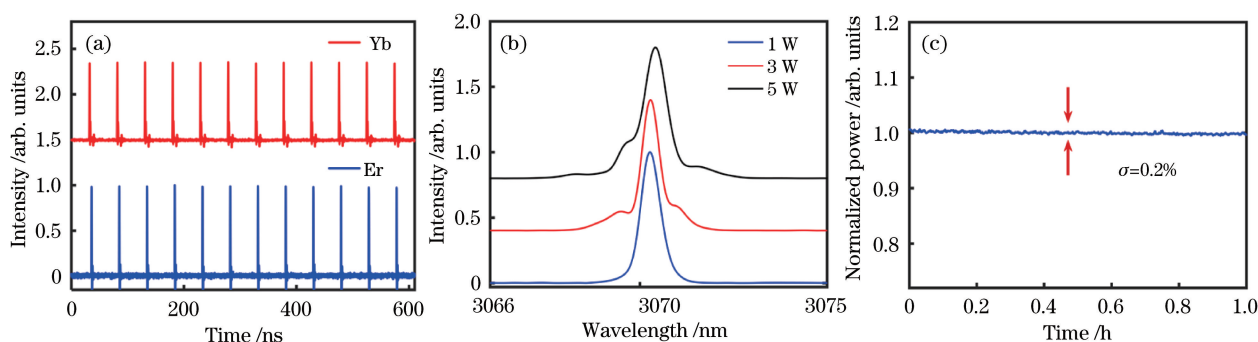 (a)
Yb
Er
2.5
2.0
1.5
1.0
0.5
0
Intensity /arb. units
0
200
400
600
Time /ns
(b)
1 W
3 W
5 W
2.0
1.5
1.0
0.5
0
Intensity /arb. units
3066
3070
3075
Wavelength /nm
(c)
1.2
1.1
1.0
0.9
0.8
Normalized power /arb. units
σ=0.2%
0
0.2
0.4
0.6
0.8
1.0
Time /h